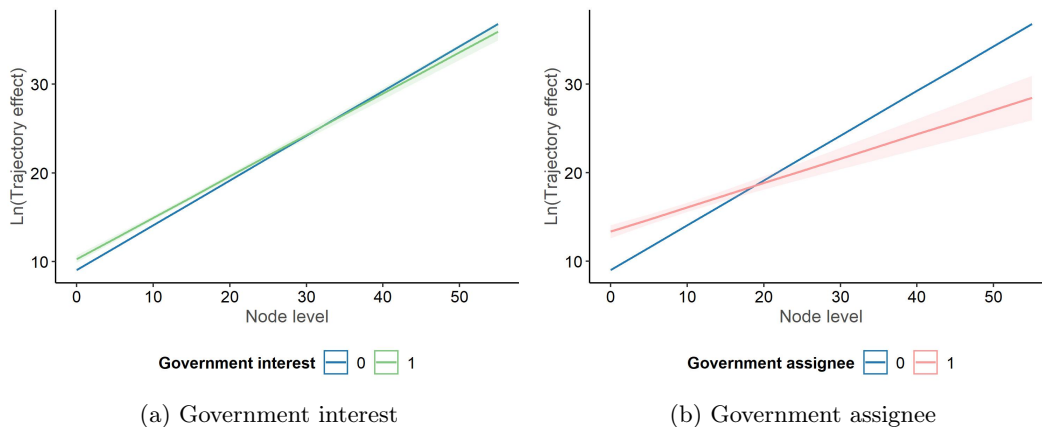 Ln(Trajectory effect)
30
20
10
0 10 20 30 40 50
Node level
Government interest 0 1
(a) Government interest
Ln(Trajectory effect)
30
20
10
0 10 20 30 40 50
Node level
Government assignee 0 1
(b) Government assignee